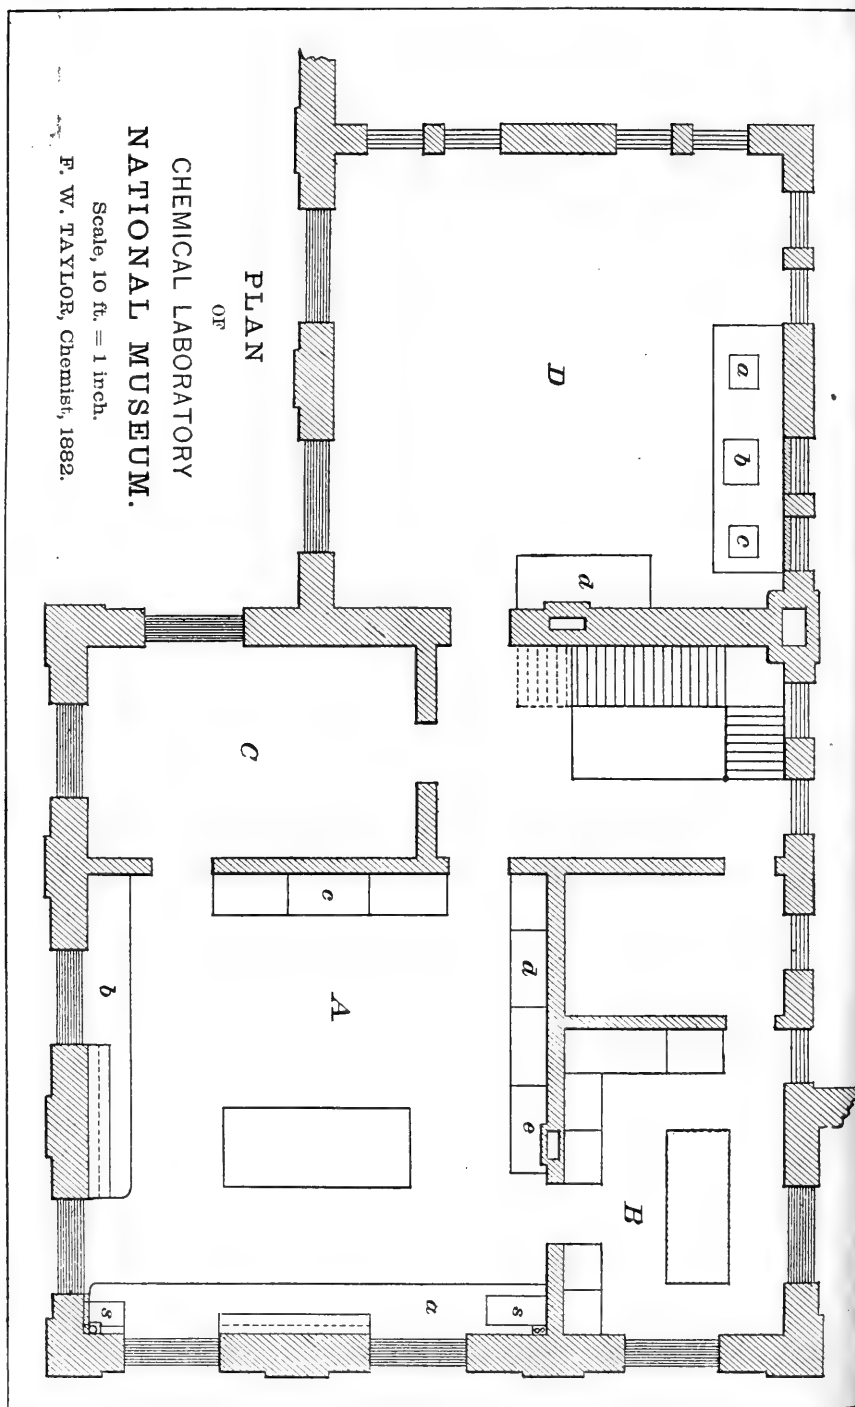 PLAN
OF
CHEMICAL LABORATORY
NATIONAL MUSEUM.
Scale, 10 ft. = 1 inch.
F. W. TAYLOR, Chemist, 1882.
D
a
b
c
d
C
c
d
A
b
e
B
a
s
s